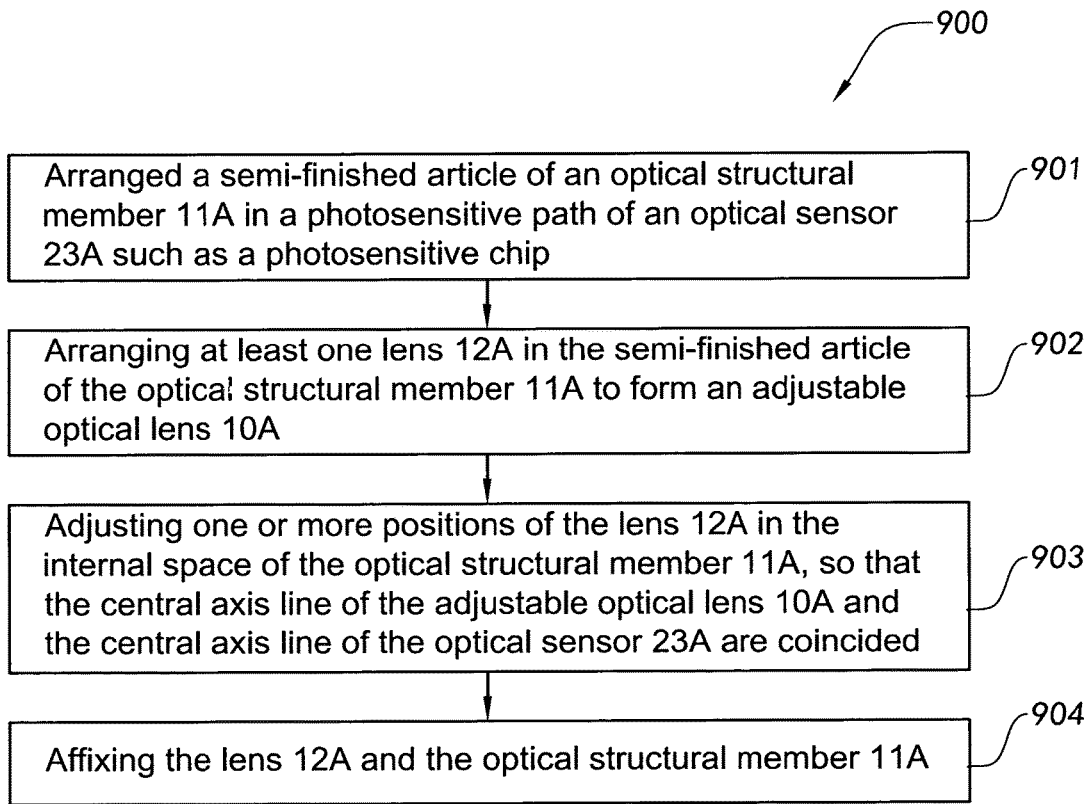 900
Arranged a semi-finished article of an optical structural
member 11A in a photosensitive path of an optical sensor
23A such as a photosensitive chip
901
Arranging at least one lens 12A in the semi-finished article
of the optical structural member 11A to form an adjustable
optical lens 10A
902
Adjusting one or more positions of the lens 12A in the
internal space of the optical structural member 11A, so that
the central axis line of the adjustable optical lens 10A and
the central axis line of the optical sensor 23A are coincided
903
Affixing the lens 12A and the optical structural member 11A
904